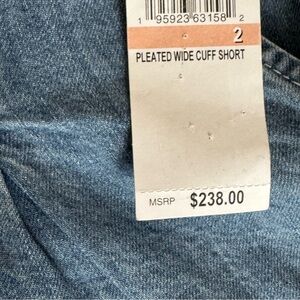 1 95923 63158 2
2
PLEATED WIDE CUFF SHORT
MSRP $238.00